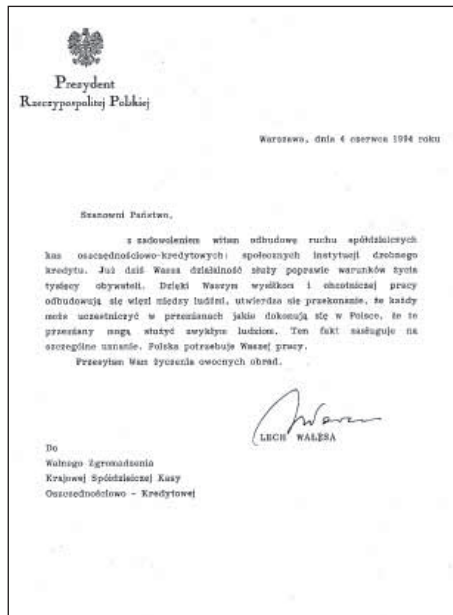 Prezydent
Rzeczypospolitej Polskiej
Warszawa, dnia 4 czerwca 1994 roku
Szanowni Państwo,
z zadowoleniem witam odbudowę ruchu spółdzielczych
kas oszczędnościowo-kredytowych: społecznych instytucji drobnego
kredytu. Już dziś Wasza działalność służy poprawie warunków życia
tysięcy obywateli. Dzięki Waszym wysiłkom i ochotniczej pracy
odbudowują się więzi między ludźmi, utwierdza się przekonanie, że każdy
może uczestniczyć w przemianach jakie dokonują się w Polsce, że te
przemiany mogą służyć zwykłym ludziom. Ten fakt zasługuje na
szczególne uznanie. Polska potrzebuje Waszej pracy.
Przesyłam Wam życzenia owocnych obrad.
LECH WAŁĘSA
Do
Walnego Zgromadzenia
Krajowej Spółdzielczej Kasy
Oszczędnościowo - Kredytowej